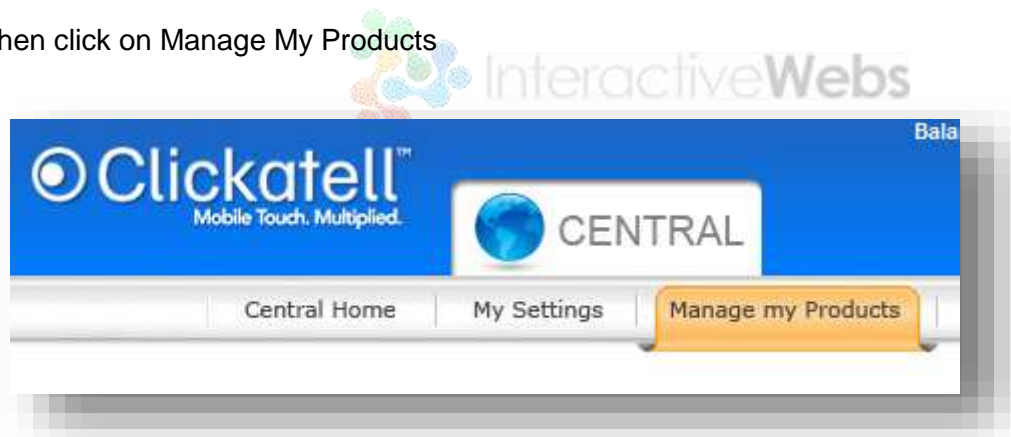 hen click on Manage My Products
InteractiveWebs
Bala
Clickatell™
Mobile Touch. Multiplied.
CENTRAL
Central Home My Settings Manage my Products